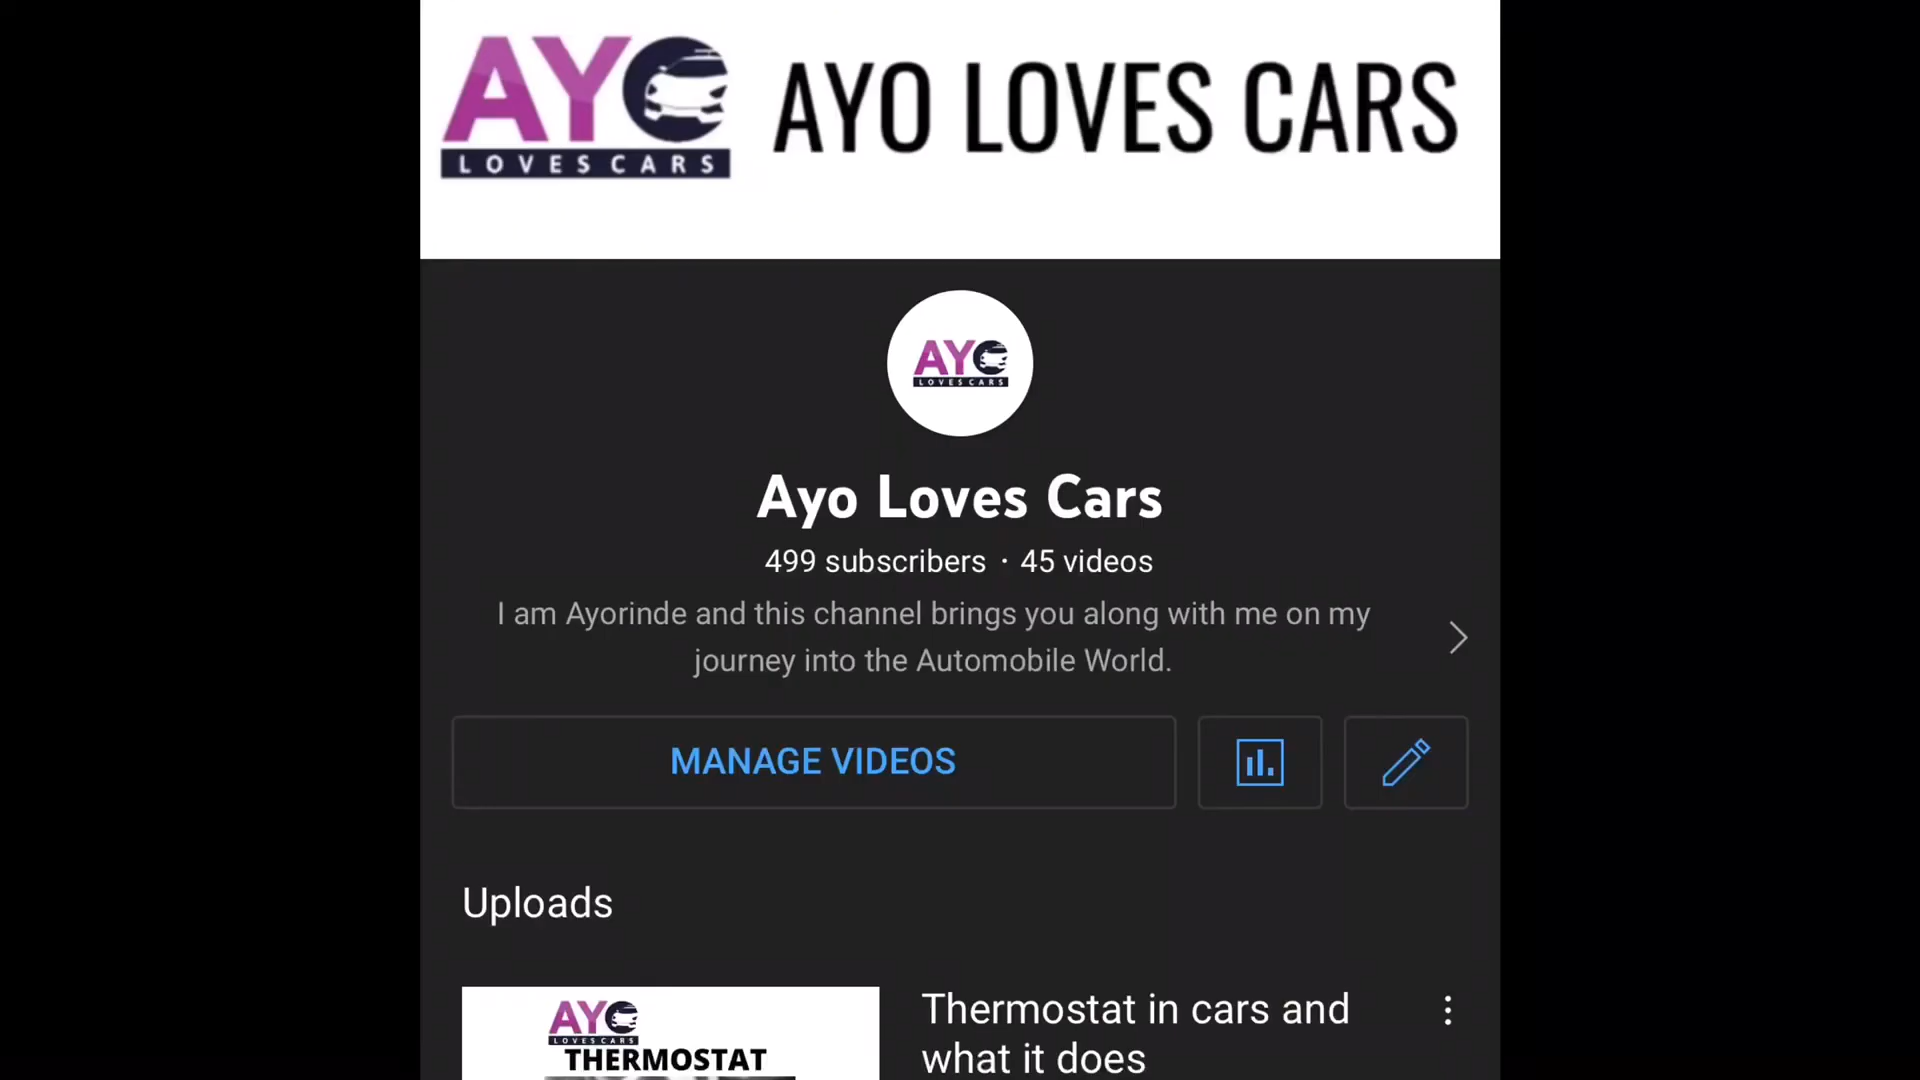 AYO
LOVES CARS
AYO LOVES CARS
AYO
LOVES CARS
Ayo Loves Cars
499 subscribers · 45 videos
I am Ayorinde and this channel brings you along with me on my
journey into the Automobile World.
MANAGE VIDEOS
Uploads
AYO
LOVES CARS
THERMOSTAT
Thermostat in cars and
what it does